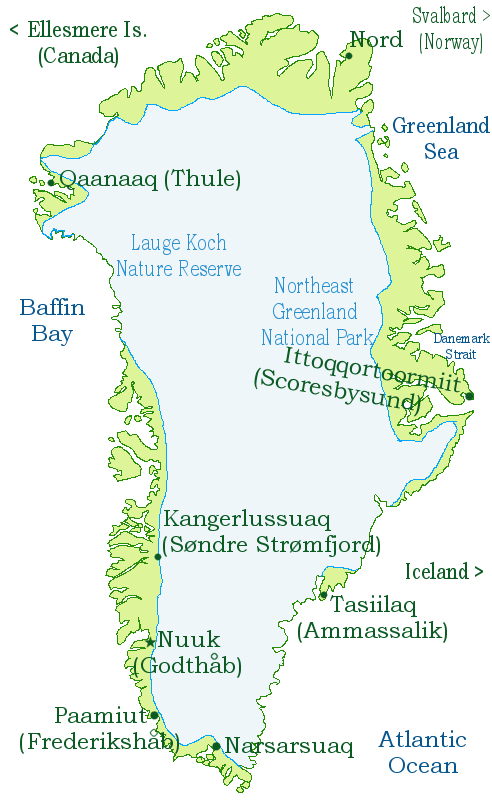 < Ellesmere Is.
(Canada)
Svalbard >
(Norway)
Nord
Greenland
Sea
Qaanaaq (Thule)
Lauge Koch
Nature Reserve
Northeast
Greenland
National Park
Baffin
Bay
Danemark
Strait
Ittoqqortoormiit
(Scoresbysund)
Kangerlussuaq
(Søndre Strømfjord)
Iceland >
Tasiilaq
(Ammassalik)
Nuuk
(Godthåb)
Paamiut
(Frederikshåb)
Narsarsuaq
Atlantic
Ocean